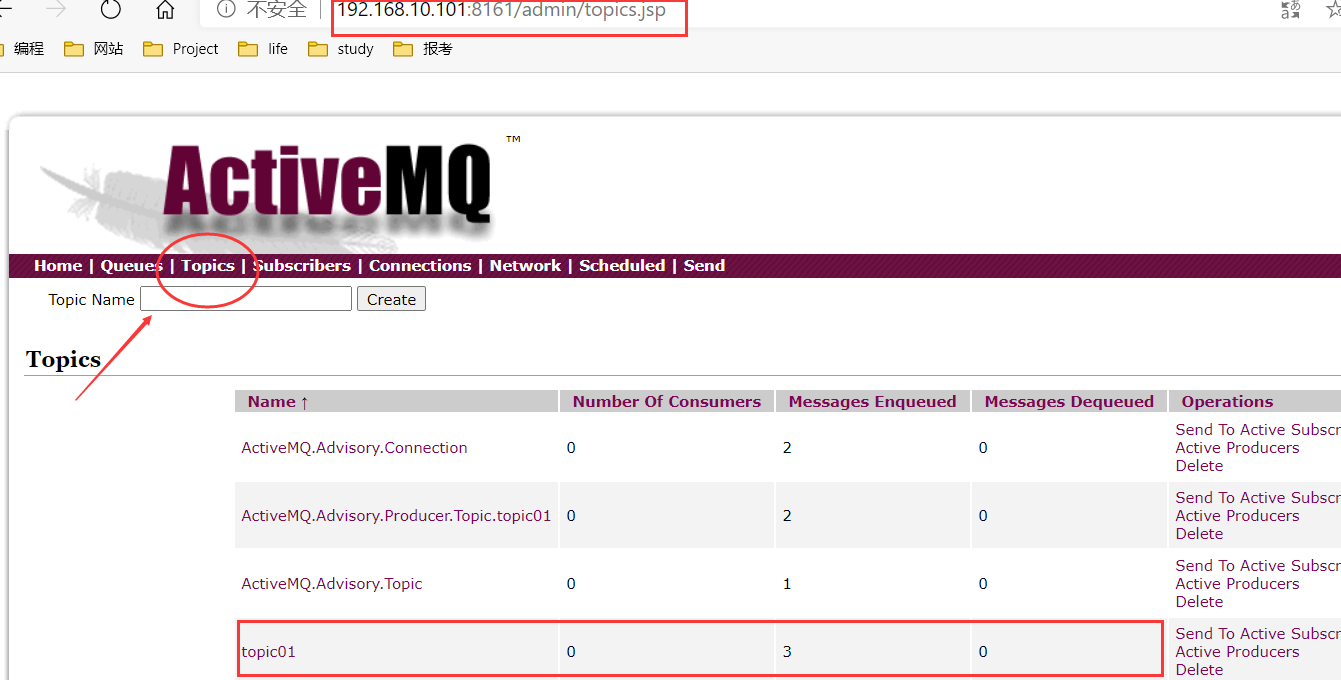 不安全 192.168.10.101:8161/admin/topics.jsp
编程 网站 Project life study 报考
ActiveMQ ™
Home | Queues | Topics | Subscribers | Connections | Network | Scheduled | Send
Topic Name Create
Topics
Name ↑ Number Of Consumers Messages Enqueued Messages Dequeued Operations
ActiveMQ.Advisory.Connection 0 2 0 Send To Active Subscr
Active Producers
Delete
ActiveMQ.Advisory.Producer.Topic.topic01 0 2 0 Send To Active Subscr
Active Producers
Delete
ActiveMQ.Advisory.Topic 0 1 0 Send To Active Subscr
Active Producers
Delete
topic01 0 3 0 Send To Active Subscr
Active Producers
Delete